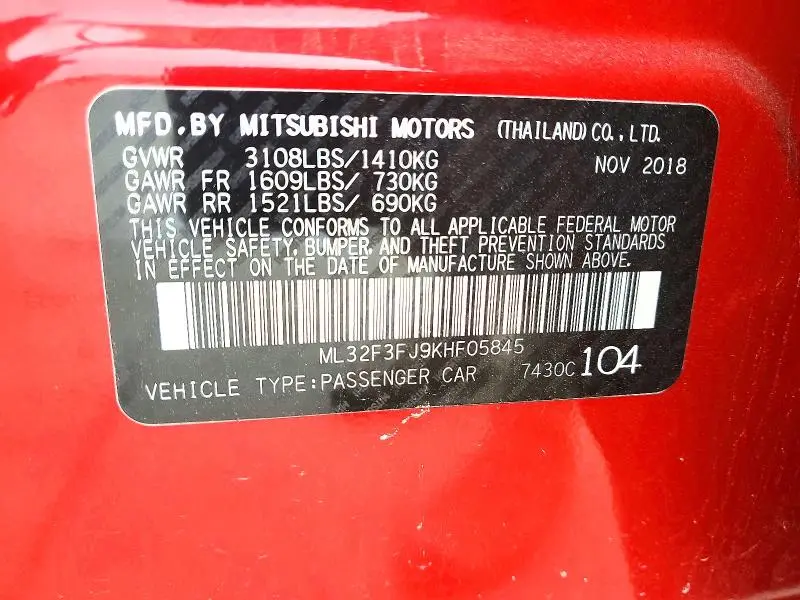 MFD.BY MITSUBISHI MOTORS (THAILAND) CO., LTD.
GVWR 3108LBS/1410KG NOV 2018
GAWR FR 1609LBS/ 730KG
GAWR RR 1521LBS/ 690KG
THIS VEHICLE CONFORMS TO ALL APPLICABLE FEDERAL MOTOR
VEHICLE SAFETY, BUMPER, AND THEFT PREVENTION STANDARDS
IN EFFECT ON THE DATE OF MANUFACTURE SHOWN ABOVE.
ML32F3FJ9KHF05845
VEHICLE TYPE:PASSENGER CAR 7430C 104